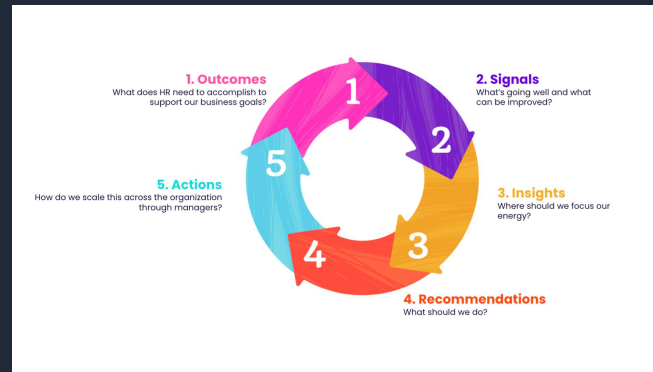 1. Outcomes
What does HR need to accomplish to
support our business goals?
1
2. Signals
What's going well and what
can be improved?
2
3. Insights
Where should we focus our
energy?
3
4. Recommendations
What should we do?
4
5. Actions
How do we scale this across the organization
through managers?
5